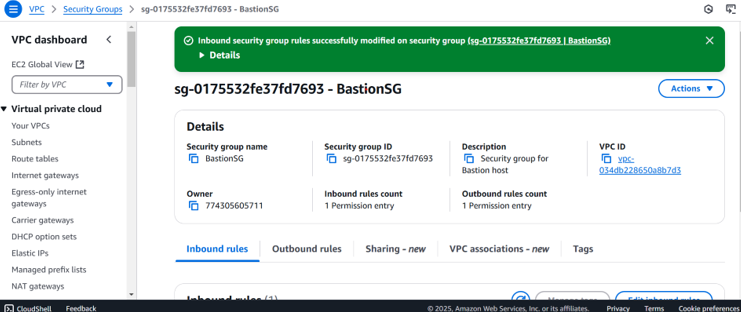 VPC > Security Groups > sg-0175532fe37fd7693 - BastionSG
VPC dashboard
EC2 Global View
Filter by VPC
Virtual private cloud
Your VPCs
Subnets
Route tables
Internet gateways
Egress-only internet
gateways
Carrier gateways
DHCP option sets
Elastic IPs
Managed prefix lists
NAT gateways
Inbound security group rules successfully modified on security group (sg-0175532fe37fd7693 | BastionSG)
Details
sg-0175532fe37fd7693 - BastionSG
Actions
Details
Security group name
BastionSG
Security group ID
sg-0175532fe37fd7693
Description
Security group for
Bastion host
VPC ID
vpc-
034db228650a8b7d3
Owner
774305605711
Inbound rules count
1 Permission entry
Outbound rules count
1 Permission entry
Inbound rules
Outbound rules
Sharing - new
VPC associations - new
Tags
Inbound rules (1)
Manage tags
Edit inbound rules
CloudShell
Feedback
© 2025, Amazon Web Services, Inc. or its affiliates.
Privacy
Terms
Cookie preferences